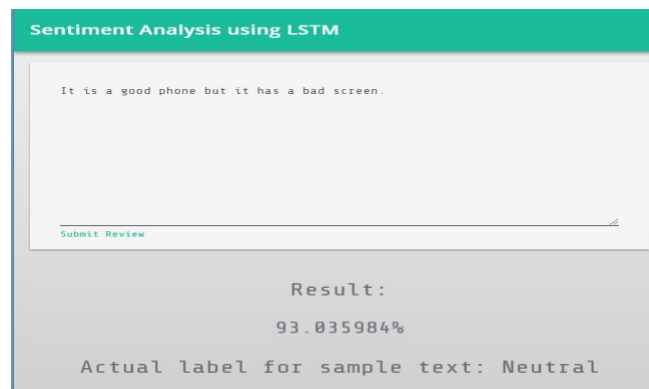 Sentiment Analysis using LSTM
It is a good phone but it has a bad screen.
Submit Review
Result:
93.035984%
Actual label for sample text: Neutral